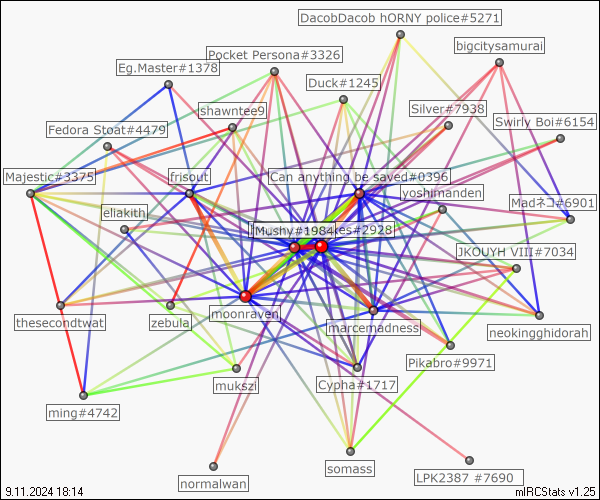 DacobDacob hORNY police#5271
bigcitysamurai
Pocket Persona#3326
Eg.Master#1378
Duck#1245
Silver#7938
shawntee9
Swirly Boi#6154
Fedora Stoat#4479
Majestic#3375
frisout
Can anything be saved#0396
yoshimanden
Madネコ#6901
eliakith
Mushy#1984
kes#2928
JKOUYH VIII#7034
moonraven
thesecondtwat
zebula
marcemadness
neokingghidorah
Pikabro#9971
mukszi
Cypha#1717
ming#4742
somass
normalwan
LPK2387 #7690
9.11.2024 18:14
mIRCStats v1.25